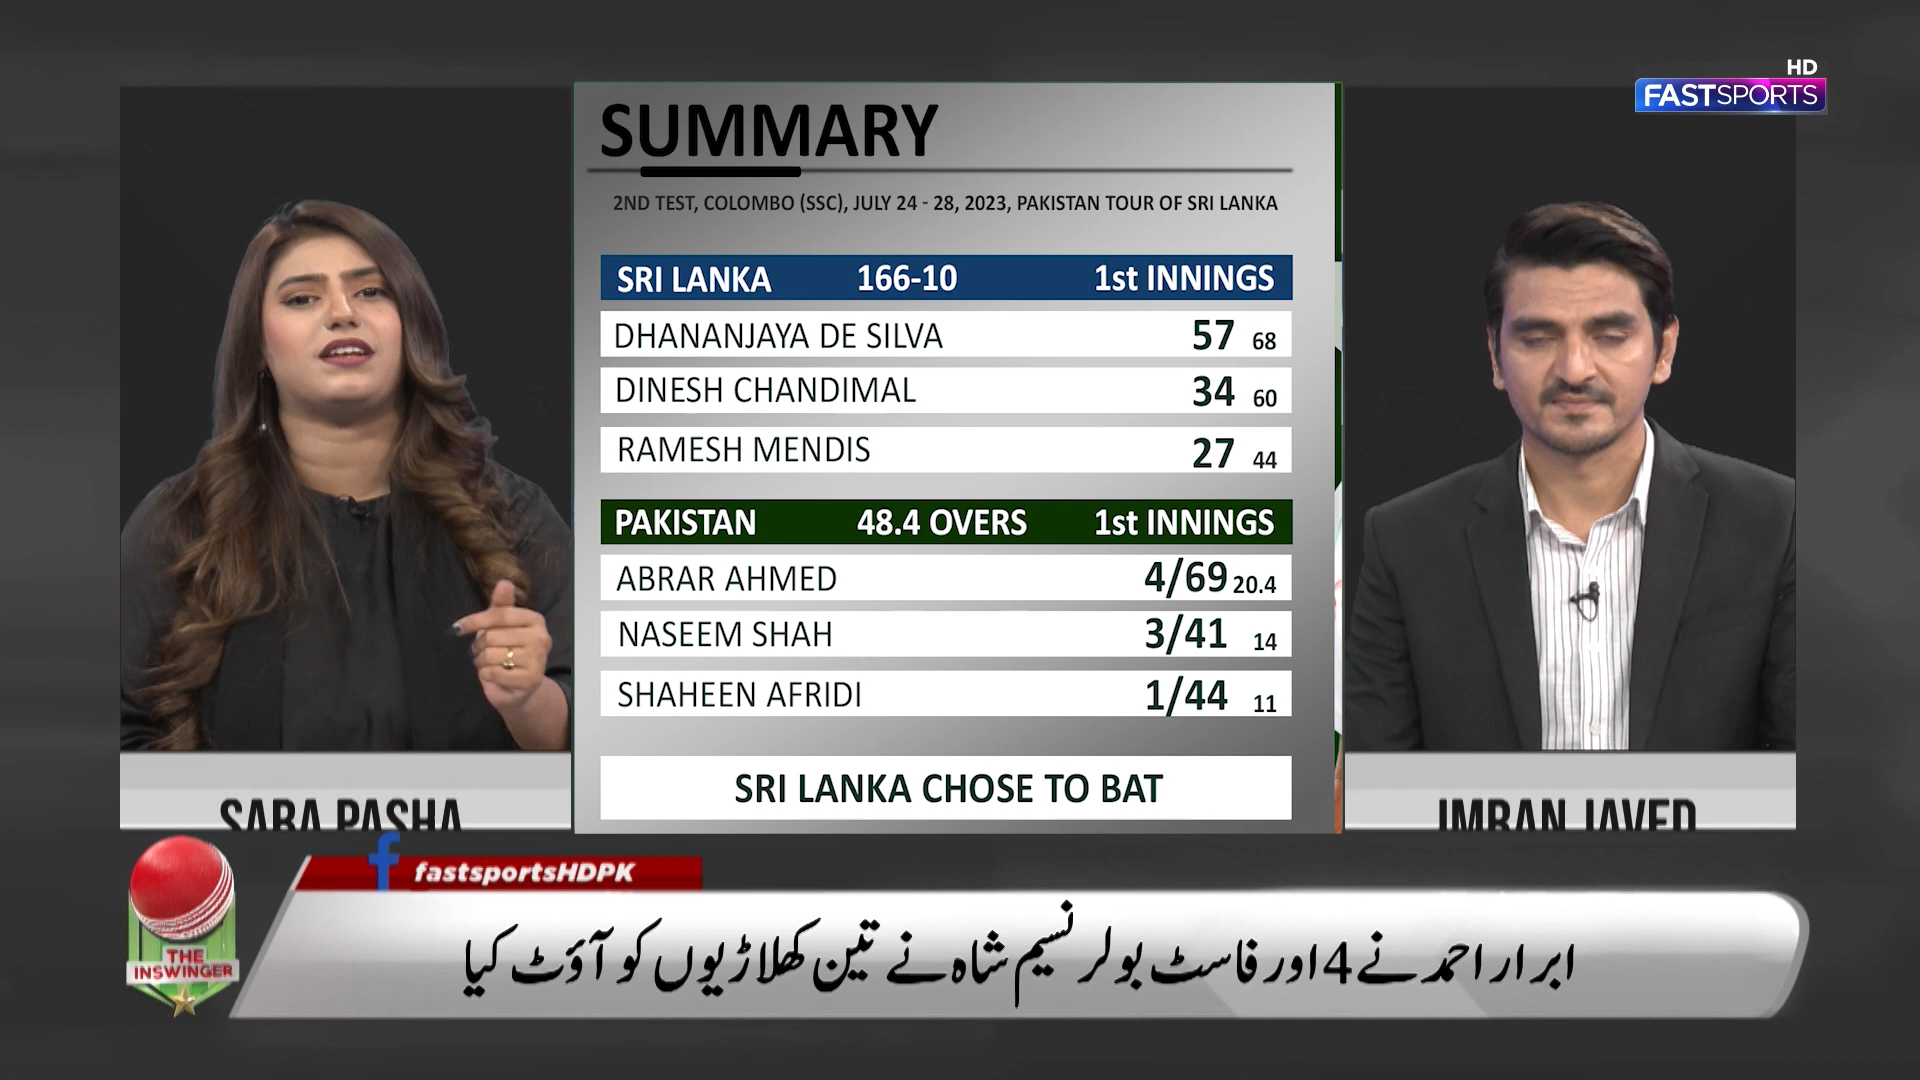 HD
FASTSPORTS
SUMMARY
2ND TEST, COLOMBO (SSC), JULY 24 - 28, 2023, PAKISTAN TOUR OF SRI LANKA
SRI LANKA 166-10 1st INNINGS
DHANANJAYA DE SILVA 57 68
DINESH CHANDIMAL 34 60
RAMESH MENDIS 27 44
PAKISTAN 48.4 OVERS 1st INNINGS
ABRAR AHMED 4/69 20.4
NASEEM SHAH 3/41 14
SHAHEEN AFRIDI 1/44 11
SRI LANKA CHOSE TO BAT
SARA PASHA
IMRAN JAVED
fastsportsHDPK
THE
INSWINGER
ابرار احمد نے 4 اور فاسٹ بولر نسیم شاہ نے تین کھلاڑیوں کو آؤٹ کیا